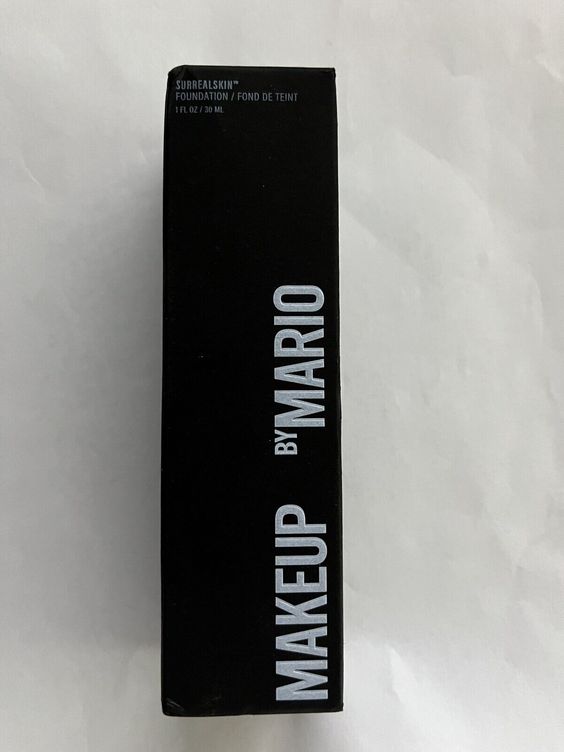 SURREALSKIN™
FOUNDATION / FOND DE TEINT
1 FL OZ / 30 ML
MAKEUP BY MARIO